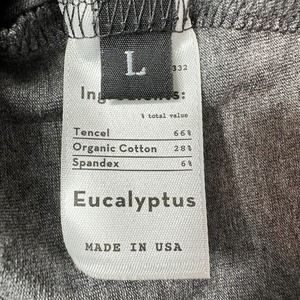 L
332
Ingredients:
% total value
Tencel 66%
Organic Cotton 28%
Spandex 6%
Eucalyptus
MADE IN USA